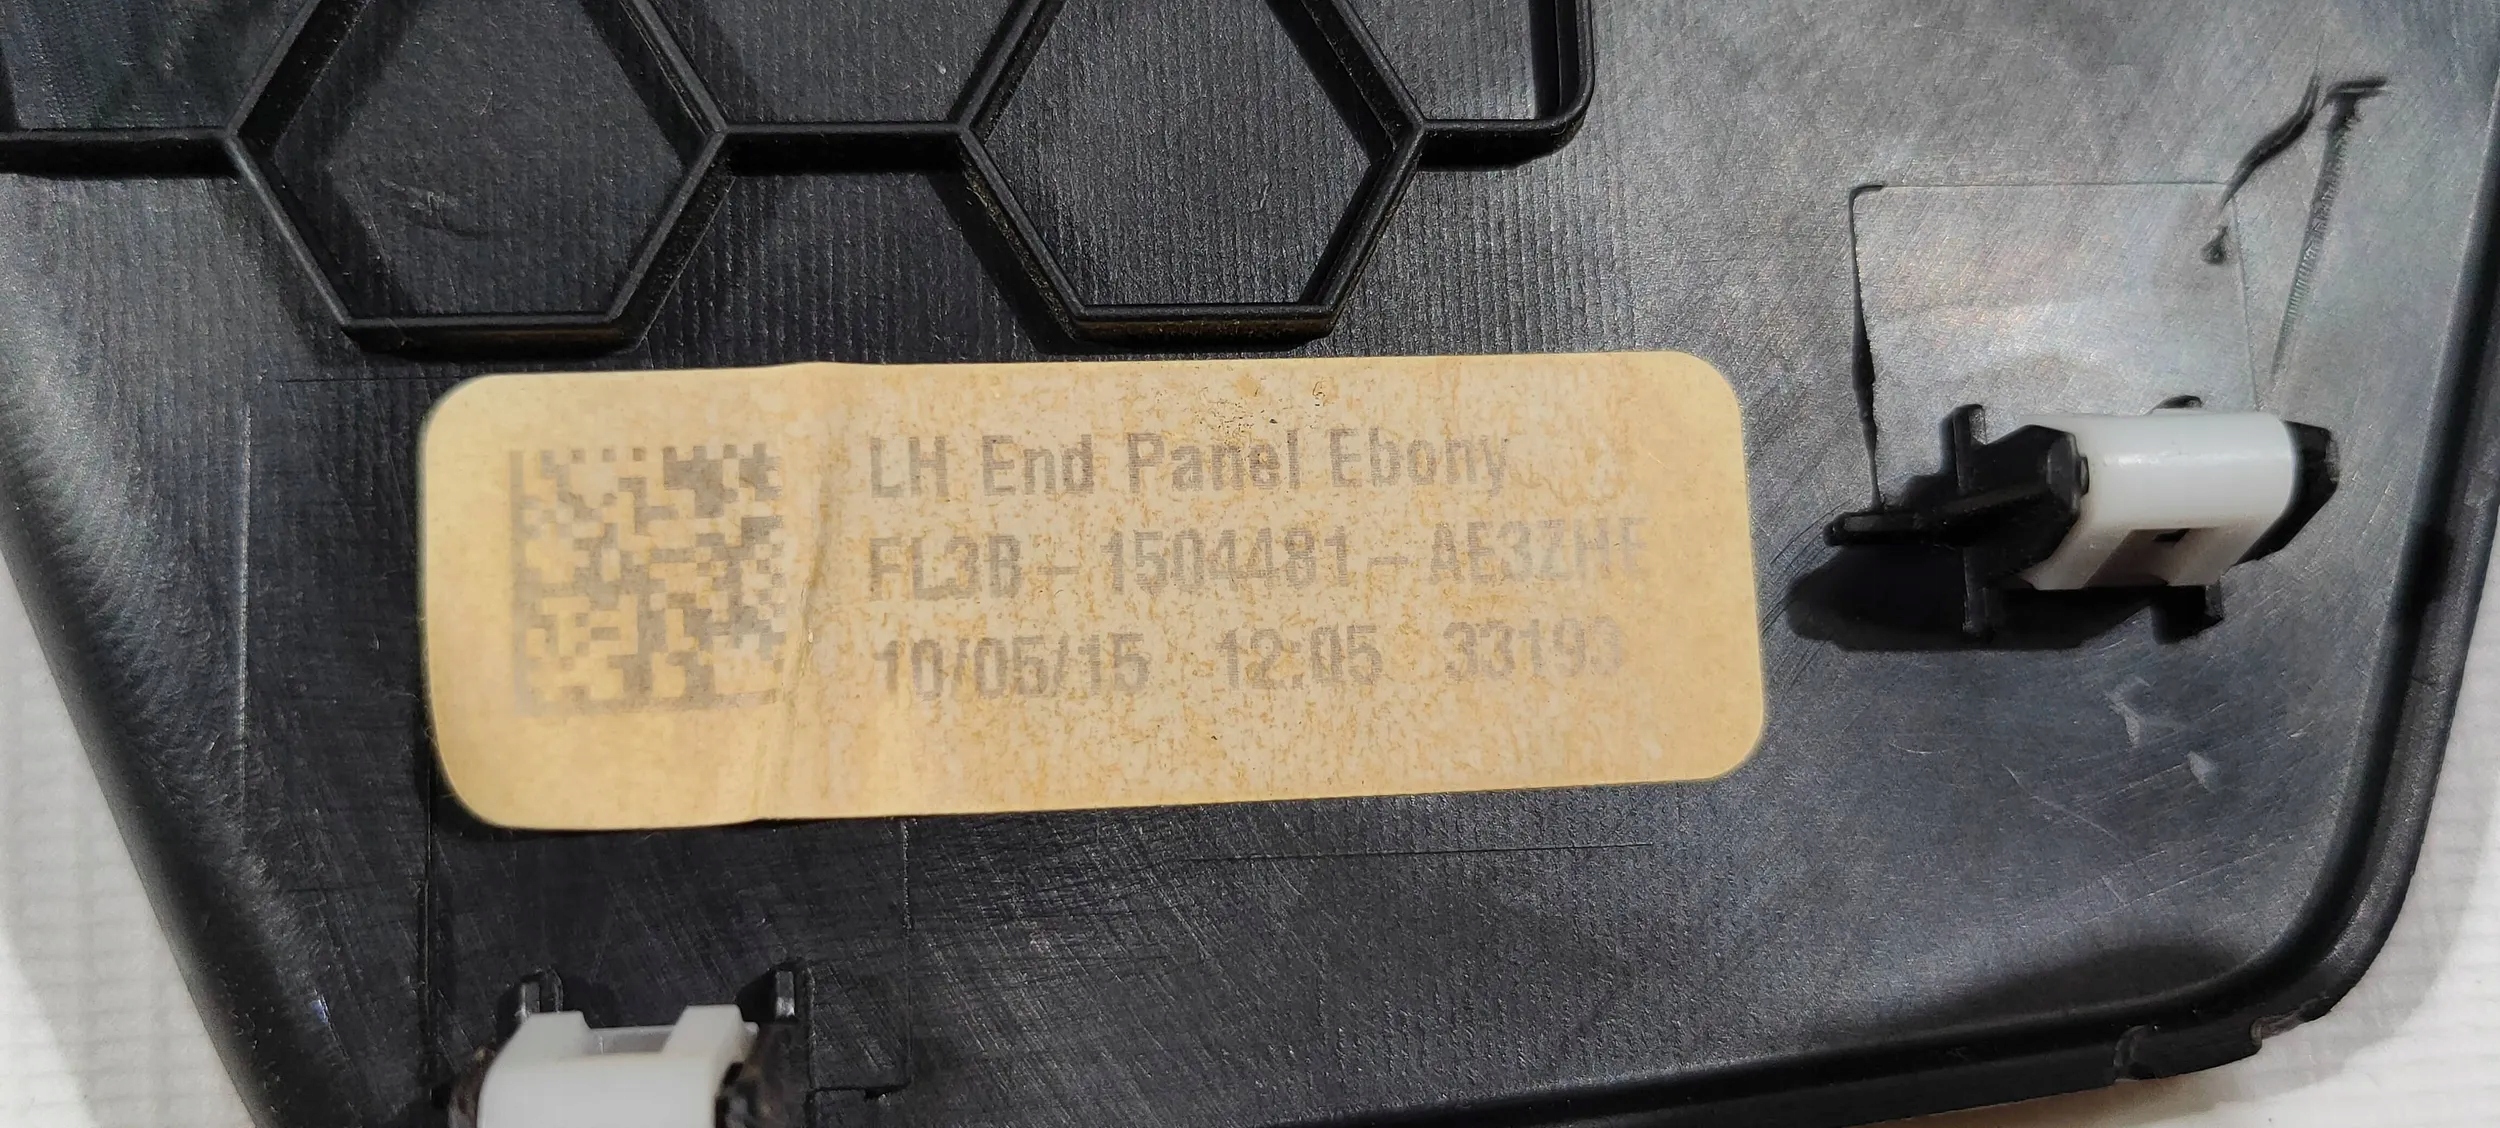 LH End Panel Ebony
FL3B-1504481-AE3ZHE
10/05/15 12:05 33193